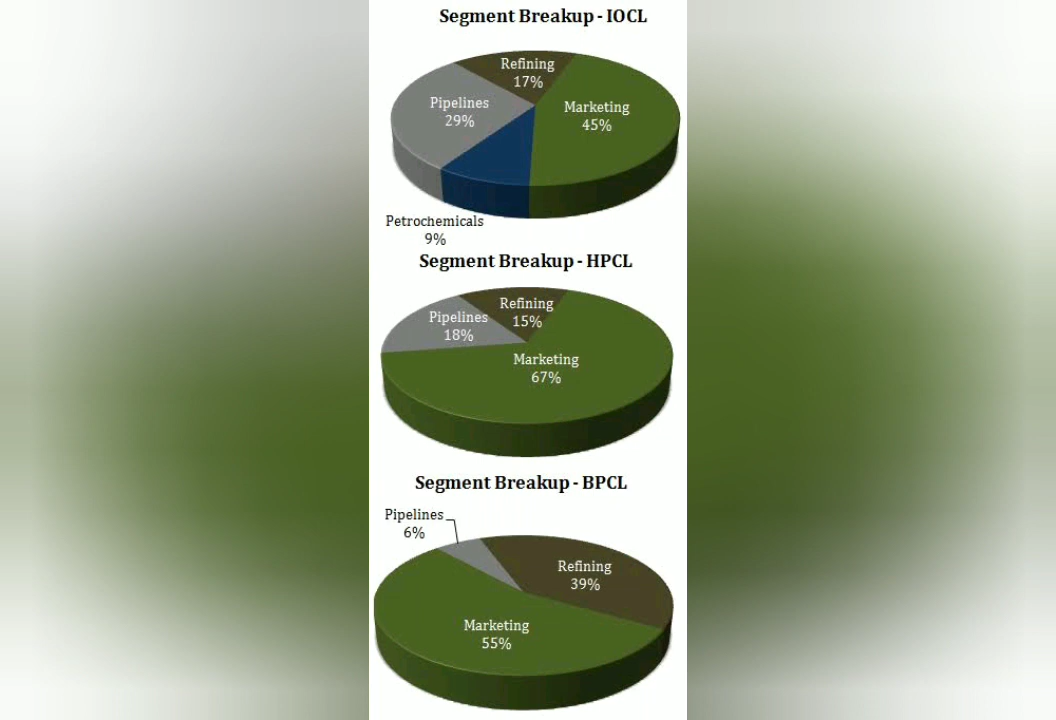 Segment Breakup - IOCL
Refining
17%
Pipelines
29%
Marketing
45%
Petrochemicals
9%
Segment Breakup - HPCL
Refining
15%
Pipelines
18%
Marketing
67%
Segment Breakup - BPCL
Pipelines
6%
Refining
39%
Marketing
55%